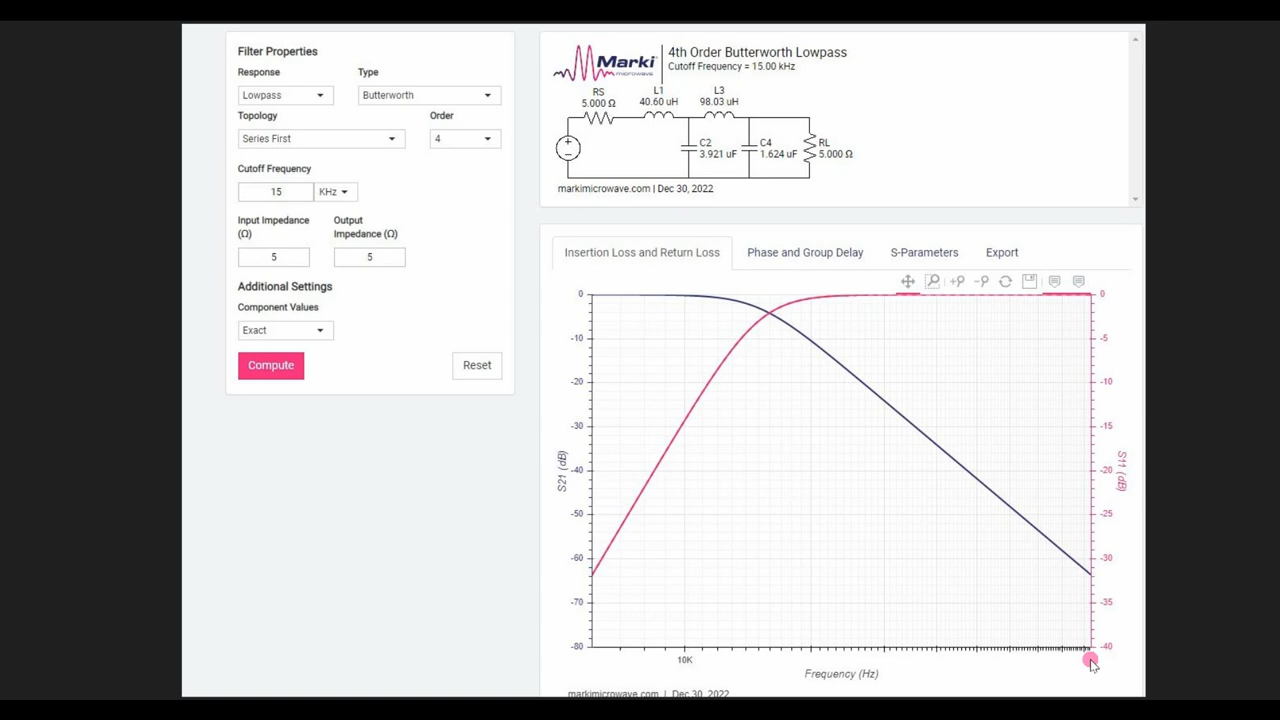 Filter Properties
Response Type
Lowpass Butterworth
Topology Order
Series First 4
Cutoff Frequency
15 KHz
Input Impedance (Ω) Output Impedance (Ω)
5 5
Additional Settings
Component Values
Exact
Compute Reset
Marki
microwave
4th Order Butterworth Lowpass
Cutoff Frequency = 15.00 kHz
RS L1 L3
5.000 Ω 40.60 uH 98.03 uH
C2 C4 RL
3.921 uF 1.624 uF 5.000 Ω
markimicrowave.com | Dec 30, 2022
Insertion Loss and Return Loss Phase and Group Delay S-Parameters Export
0 0
-10 -5
-20 -10
-30 -15
S21 (dB) S11 (dB)
-40 -20
-50 -25
-60 -30
-70 -35
-80 -40
10K
Frequency (Hz)
markimicrowave.com | Dec 30, 2022